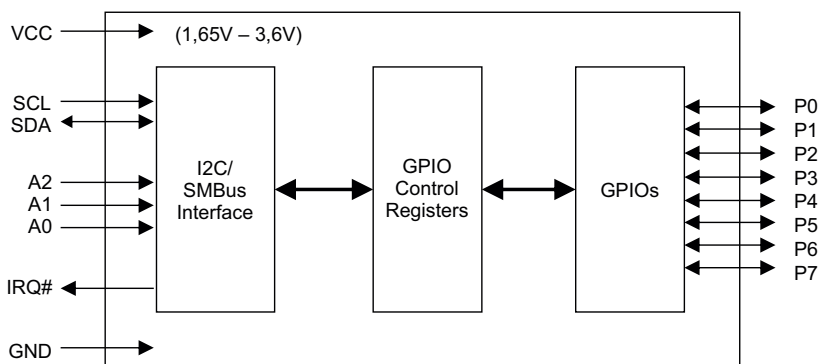 VCC
(1,65V – 3,6V)
SCL
SDA
A2
A1
A0
IRQ#
GND
I2C/
SMBus
Interface
GPIO
Control
Registers
GPIOs
P0
P1
P2
P3
P4
P5
P6
P7